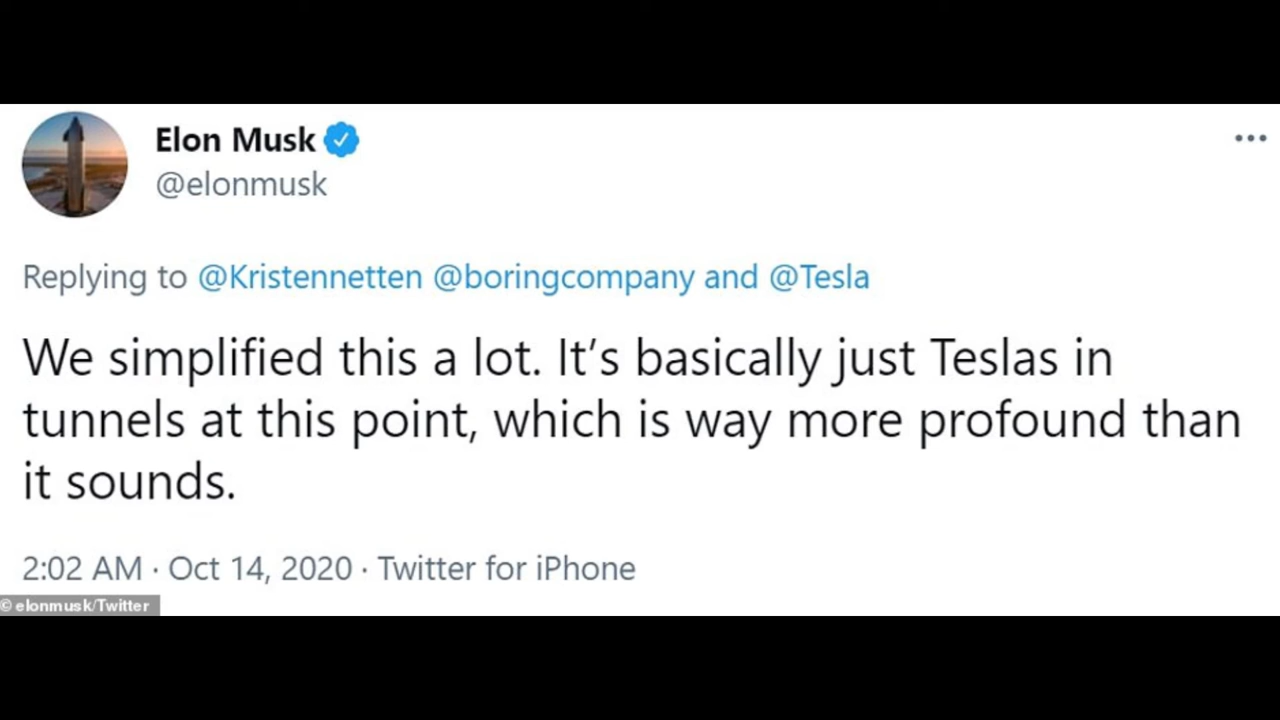 Elon Musk
@elonmusk
Replying to @Kristennetten @boringcompany and @Tesla
We simplified this a lot. It’s basically just Teslas in
tunnels at this point, which is way more profound than
it sounds.
2:02 AM · Oct 14, 2020 · Twitter for iPhone
© elonmusk/Twitter